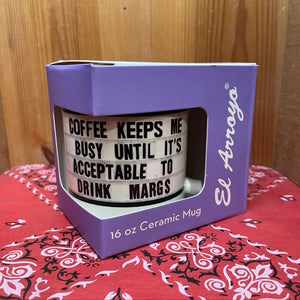 COFFEE KEEPS ME
BUSY UNTIL IT'S
ACCEPTABLE TO
DRINK MARGS
El Arroyo®
16 oz Ceramic Mug